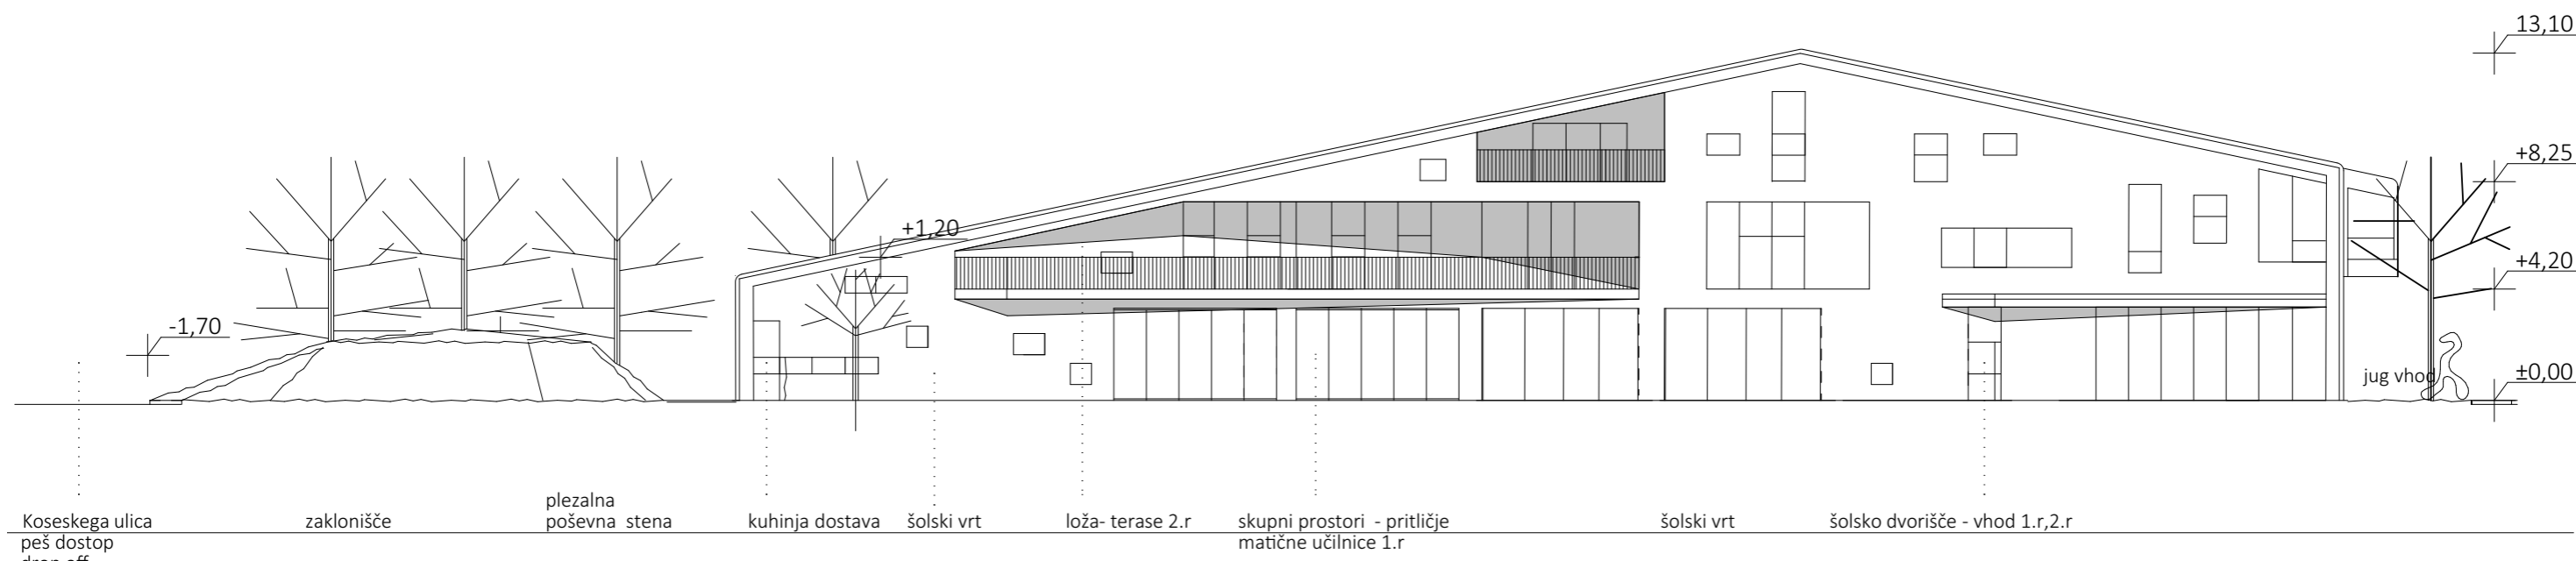 13,10
+8,25
+1,20
+4,20
-1,70
jug vhod
±0,00
plezalna
Koseskega ulica zaklonišče poševna stena kuhinja dostava šolski vrt loža- terase 2.r skupni prostori - pritličje šolski vrt šolsko dvorišče - vhod 1.r,2.r
peš dostop matične učilnice 1.r
drop off